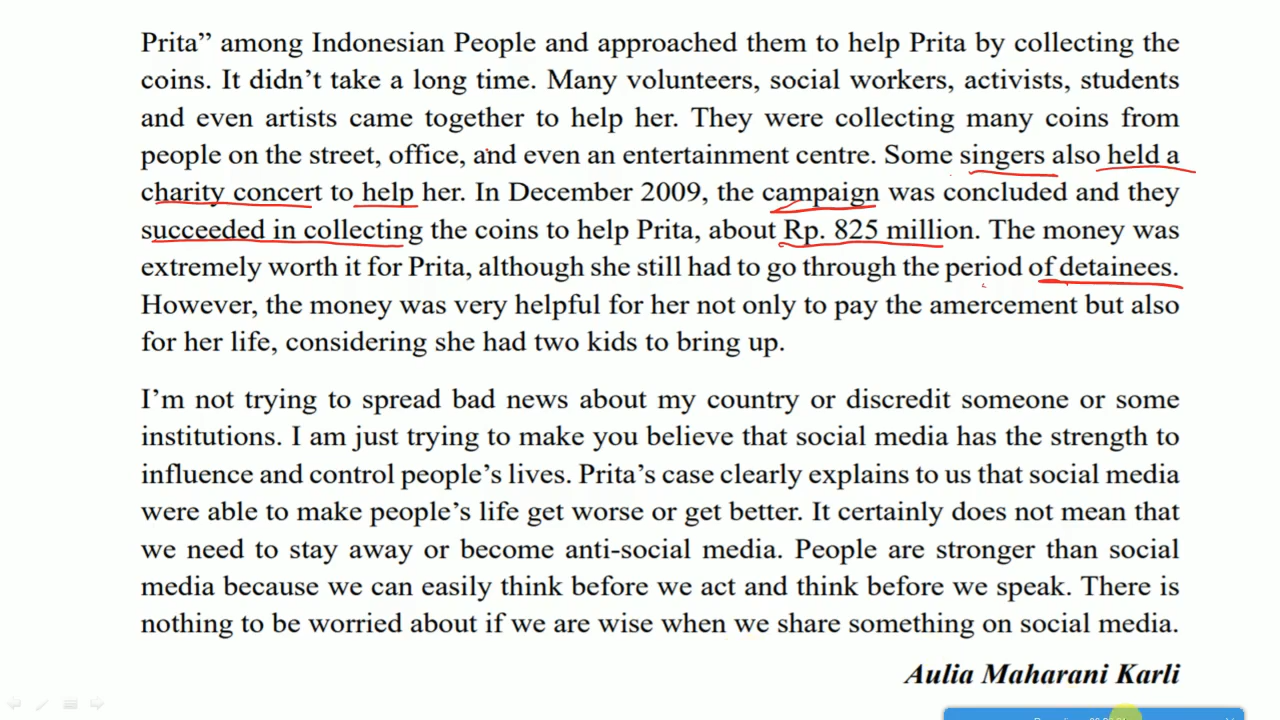 Prita” among Indonesian People and approached them to help Prita by collecting the
coins. It didn’t take a long time. Many volunteers, social workers, activists, students
and even artists came together to help her. They were collecting many coins from
people on the street, office, and even an entertainment centre. Some singers also held a
charity concert to help her. In December 2009, the campaign was concluded and they
succeeded in collecting the coins to help Prita, about Rp. 825 million. The money was
extremely worth it for Prita, although she still had to go through the period of detainees.
However, the money was very helpful for her not only to pay the amercement but also
for her life, considering she had two kids to bring up.
I’m not trying to spread bad news about my country or discredit someone or some
institutions. I am just trying to make you believe that social media has the strength to
influence and control people’s lives. Prita’s case clearly explains to us that social media
were able to make people’s life get worse or get better. It certainly does not mean that
we need to stay away or become anti-social media. People are stronger than social
media because we can easily think before we act and think before we speak. There is
nothing to be worried about if we are wise when we share something on social media.
Aulia Maharani Karli